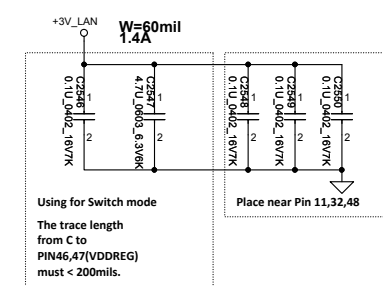 +3V_LAN
W=60mil
1.4A
C2546
0.1U_0402_16V7K
1
2
C2547
4.7U_0603_6.3V6K
1
2
C2548
0.1U_0402_16V7K
1
2
C2549
0.1U_0402_16V7K
1
2
C2550
0.1U_0402_16V7K
1
2
Using for Switch mode
The trace length
from C to
PIN46,47(VDDREG)
must < 200mils.
Place near Pin 11,32,48